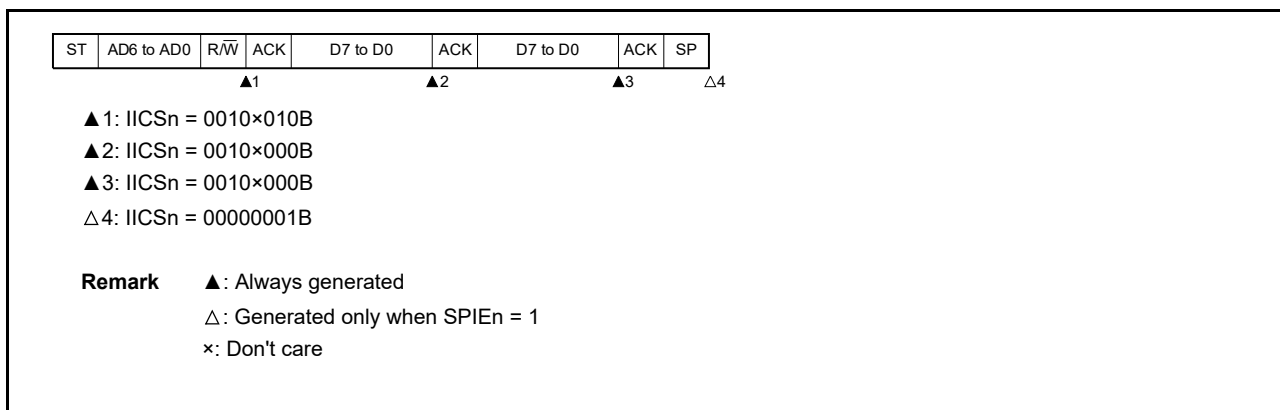 ST AD6 to AD0 R/W̅ ACK D7 to D0 ACK D7 to D0 ACK SP
▲1 ▲2 ▲3 △4
▲1: IICSn = 0010×010B
▲2: IICSn = 0010×000B
▲3: IICSn = 0010×000B
△4: IICSn = 00000001B
Remark ▲: Always generated
△: Generated only when SPIEn = 1
×: Don't care